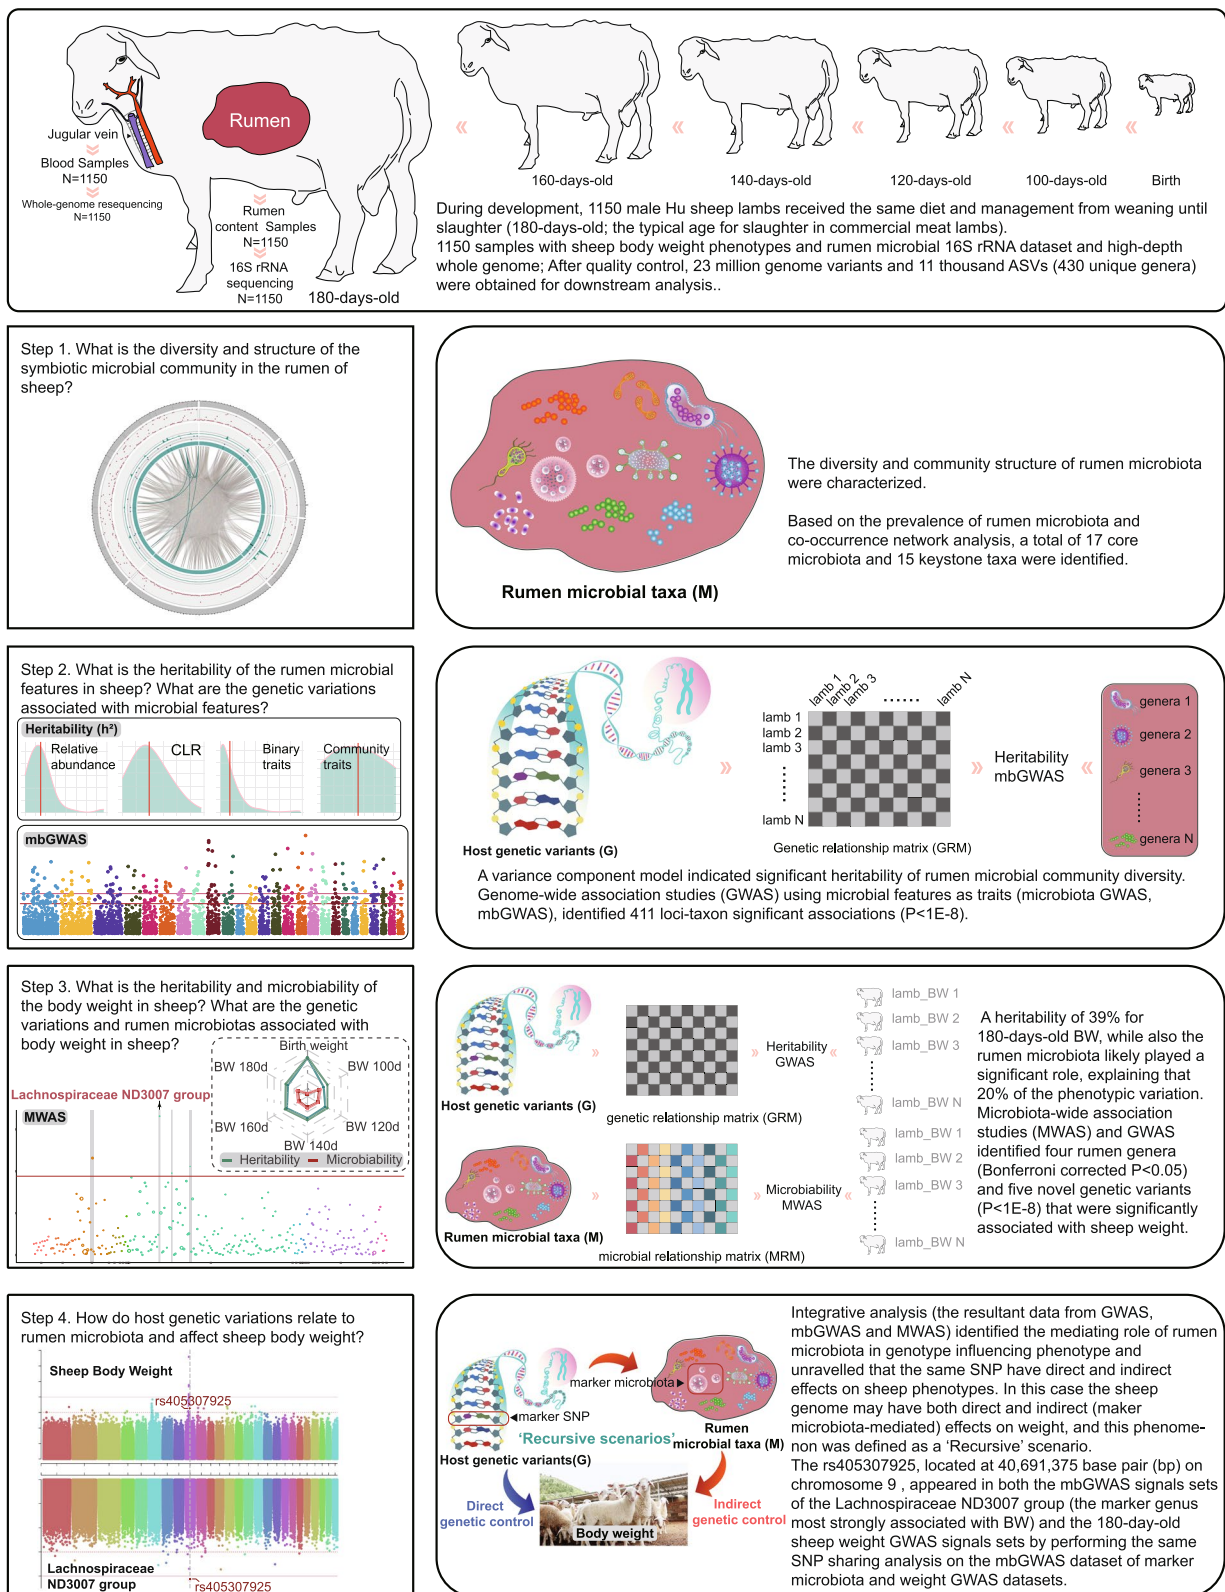 Rumen
Jugular vein
Blood Samples
N=1150
Whole-genome resequencing
N=1150
Rumen
content Samples
N=1150
16S rRNA
sequencing
N=1150
180-days-old
160-days-old
140-days-old
120-days-old
100-days-old
Birth
During development, 1150 male Hu sheep lambs received the same diet and management from weaning until
slaughter (180-days-old; the typical age for slaughter in commercial meat lambs).
1150 samples with sheep body weight phenotypes and rumen microbial 16S rRNA dataset and high-depth
whole genome; After quality control, 23 million genome variants and 11 thousand ASVs (430 unique genera)
were obtained for downstream analysis..
Step 1. What is the diversity and structure of the
symbiotic microbial community in the rumen of
sheep?
Rumen microbial taxa (M)
The diversity and community structure of rumen microbiota
were characterized.
Based on the prevalence of rumen microbiota and
co-occurrence network analysis, a total of 17 core
microbiota and 15 keystone taxa were identified.
Step 2. What is the heritability of the rumen microbial
features in sheep? What are the genetic variations
associated with microbial features?
Heritability (h²)
Relative
abundance
CLR
Binary
traits
Community
traits
mbGWAS
Host genetic variants (G)
lamb 1
lamb 2
lamb 3
......
lamb N
lamb 1
lamb 2
lamb 3
......
lamb N
Genetic relationship matrix (GRM)
Heritability
mbGWAS
genera 1
genera 2
genera 3
......
genera N
A variance component model indicated significant heritability of rumen microbial community diversity.
Genome-wide association studies (GWAS) using microbial features as traits (microbiota GWAS,
mbGWAS), identified 411 loci-taxon significant associations (P<1E-8).
Step 3. What is the heritability and microbiability of
the body weight in sheep? What are the genetic
variations and rumen microbiotas associated with
body weight in sheep?
Birth weight
BW 180d
BW 100d
BW 160d
BW 120d
BW 140d
Heritability
Microbiability
Lachnospiraceae ND3007 group
MWAS
Host genetic variants (G)
genetic relationship matrix (GRM)
Heritability
GWAS
lamb_BW 1
lamb_BW 2
lamb_BW 3
lamb_BW N
Rumen microbial taxa (M)
microbial relationship matrix (MRM)
Microbiability
MWAS
lamb_BW 1
lamb_BW 2
lamb_BW 3
lamb_BW N
A heritability of 39% for
180-days-old BW, while also the
rumen microbiota likely played a
significant role, explaining that
20% of the phenotypic variation.
Microbiota-wide association
studies (MWAS) and GWAS
identified four rumen genera
(Bonferroni corrected P<0.05)
and five novel genetic variants
(P<1E-8) that were significantly
associated with sheep weight.
Step 4. How do host genetic variations relate to
rumen microbiota and affect sheep body weight?
Sheep Body Weight
rs405307925
Lachnospiraceae
ND3007 group
rs405307925
marker microbiota
marker SNP
'Recursive scenarios'
Host genetic variants(G)
Rumen
microbial taxa (M)
Direct
genetic control
Indirect
genetic control
Body weight
Integrative analysis (the resultant data from GWAS,
mbGWAS and MWAS) identified the mediating role of rumen
microbiota in genotype influencing phenotype and
unravelled that the same SNP have direct and indirect
effects on sheep phenotypes. In this case the sheep
genome may have both direct and indirect (maker
microbiota-mediated) effects on weight, and this phenome-
non was defined as a 'Recursive' scenario.
The rs405307925, located at 40,691,375 base pair (bp) on
chromosome 9 , appeared in both the mbGWAS signals sets
of the Lachnospiraceae ND3007 group (the marker genus
most strongly associated with BW) and the 180-day-old
sheep weight GWAS signals sets by performing the same
SNP sharing analysis on the mbGWAS dataset of marker
microbiota and weight GWAS datasets.